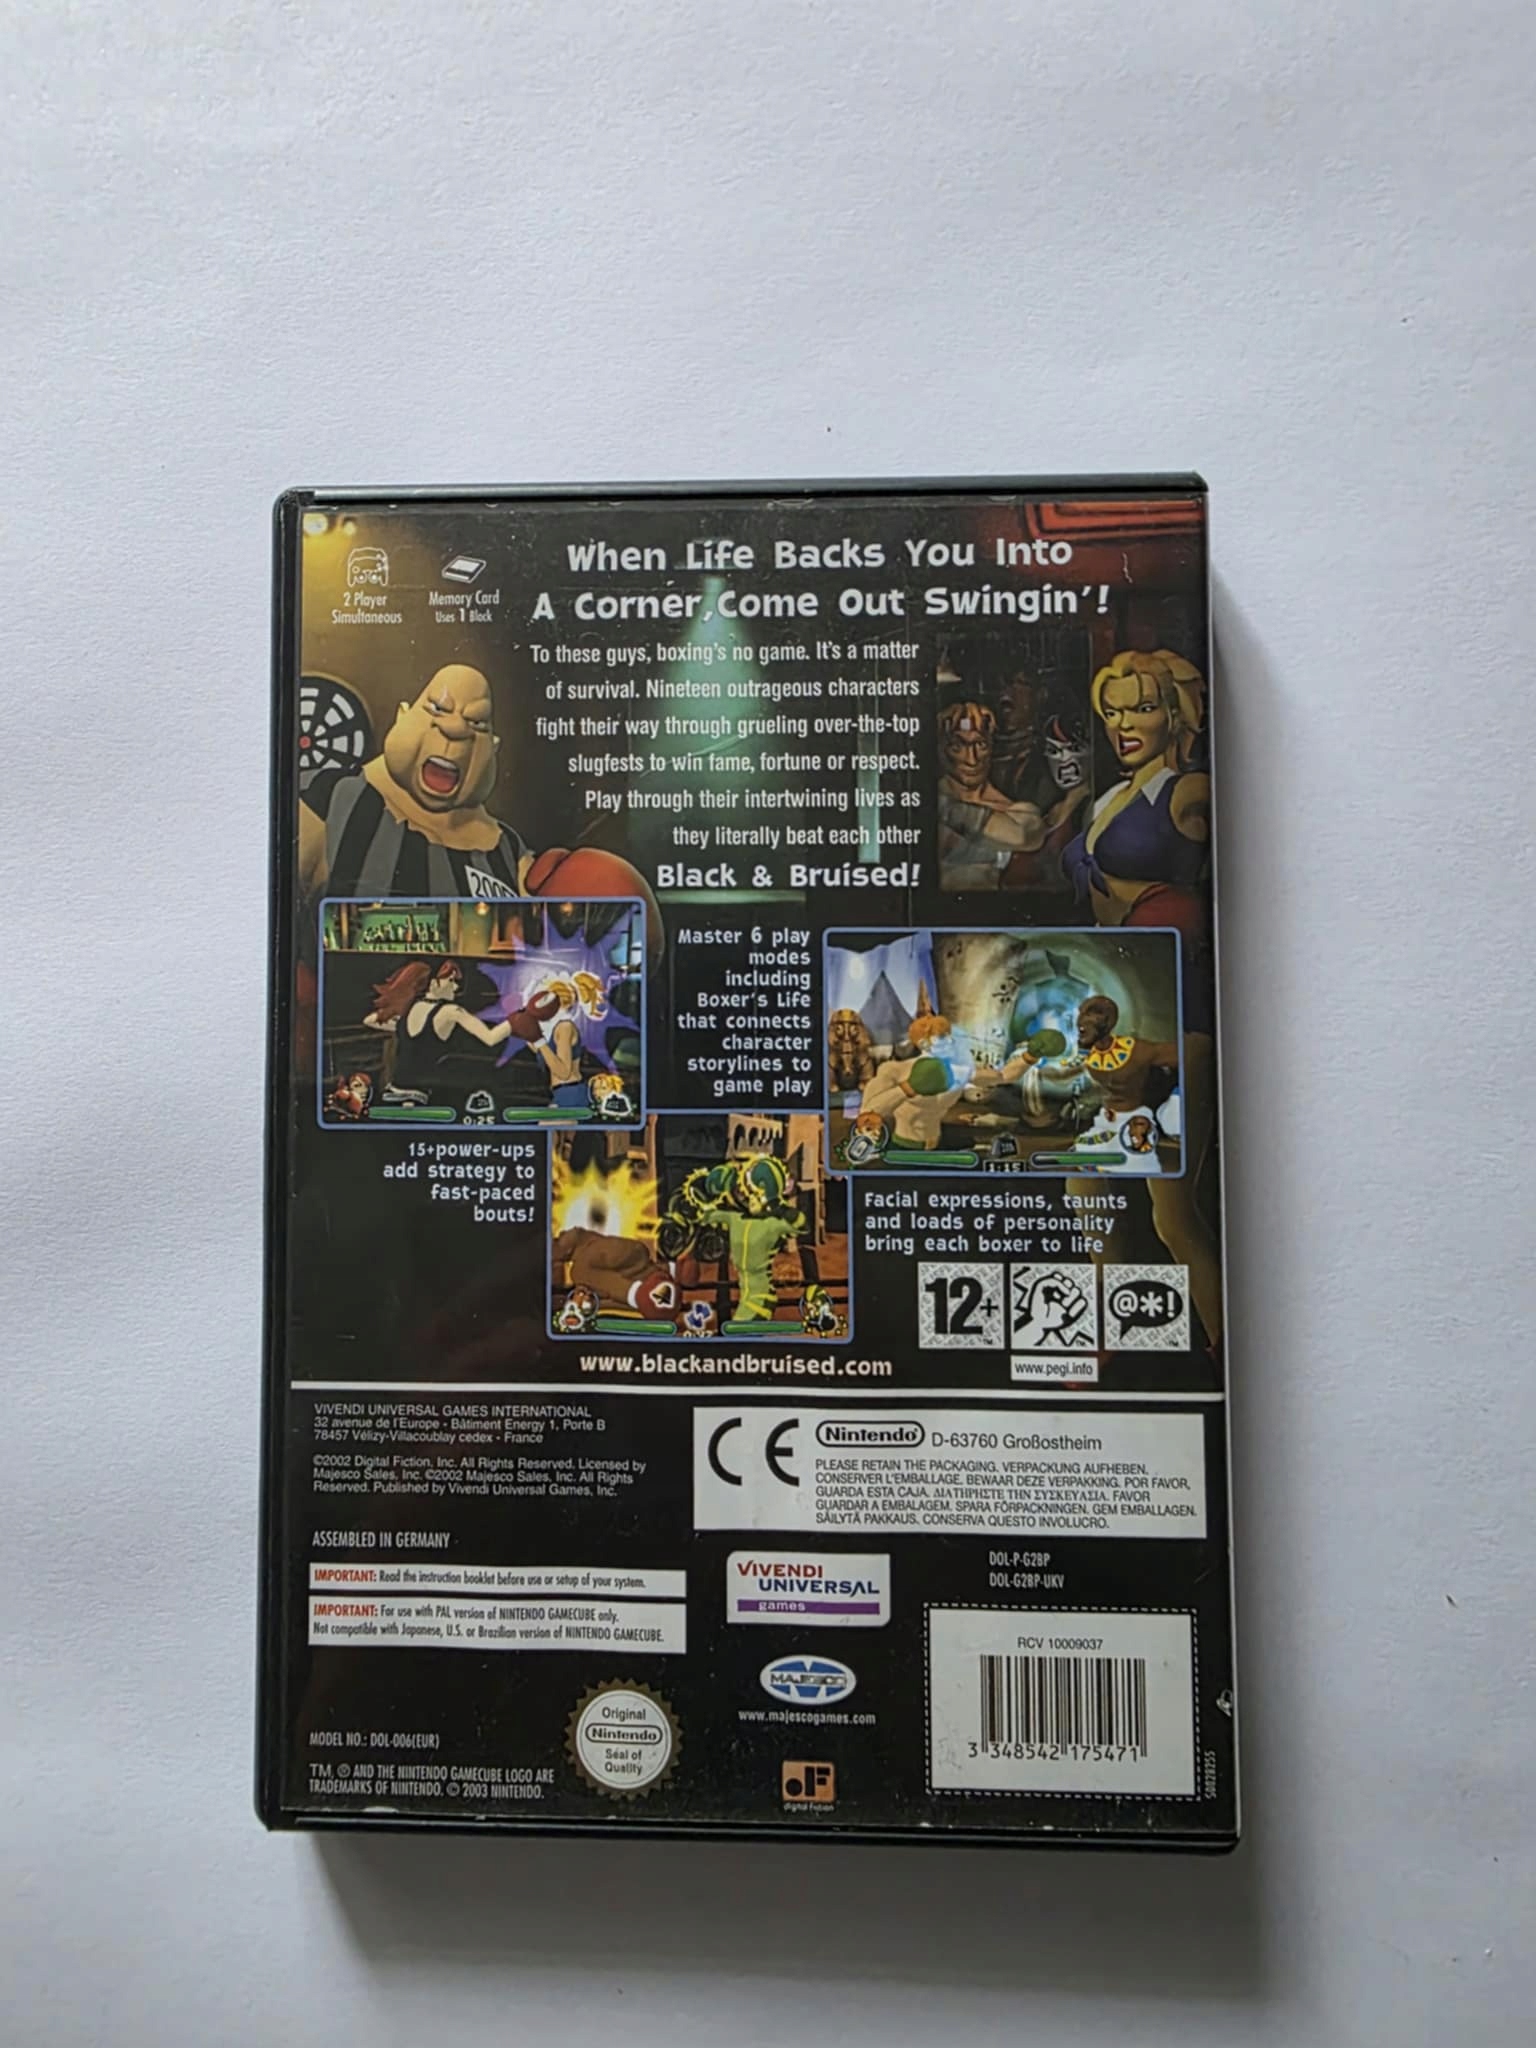 When Life Backs You Into
A Corner, Come Out Swingin'!
2 Player
Simultaneous
Memory Card
Uses 1 Block
To these guys, boxing's no game. It's a matter
of survival. Nineteen outrageous characters
fight their way through grueling over-the-top
slugfests to win fame, fortune or respect.
Play through their intertwining lives as
they literally beat each other
Black & Bruised!
Master 6 play
modes
including
Boxer's Life
that connects
character
storylines to
game play
0:25
1:15
15+power-ups
add strategy to
fast-paced
bouts!
Facial expressions, taunts
and loads of personality
bring each boxer to life
12+
@*!
www.pegi.info
www.blackandbruised.com
VIVENDI UNIVERSAL GAMES INTERNATIONAL
32 avenue de l'Europe - Bâtiment Energy 1, Porte B
78457 Vélizy-Villacoublay cedex - France
©2002 Digital Fiction, Inc. All Rights Reserved. Licensed by
Majesco Sales, Inc. ©2002 Majesco Sales, Inc. All Rights
Reserved. Published by Vivendi Universal Games, Inc.
ASSEMBLED IN GERMANY
IMPORTANT: Read the instruction booklet before use or setup of your system.
IMPORTANT: For use with PAL version of NINTENDO GAMECUBE only.
Not compatible with Japanese, U.S. or Brazilian version of NINTENDO GAMECUBE.
CE
Nintendo D-63760 Großostheim
PLEASE RETAIN THE PACKAGING. VERPACKUNG AUFHEBEN.
CONSERVER L'EMBALLAGE. BEWAAR DEZE VERPAKKING. POR FAVOR,
GUARDA ESTA CAJA. ΔΙΑΤΗΡΗΣΤΕ ΤΗΝ ΣΥΣΚΕΥΑΣΙΑ. FAVOR
GUARDAR A EMBALAGEM. SPARA FÖRPACKNINGEN. GEM EMBALLAGEN.
SÄILYTÄ PAKKAUS. CONSERVA QUESTO INVOLUCRO.
VIVENDI
UNIVERSAL
games
DOL-P-G2BP
DOL-G2BP-UKV
MAJESCO
www.majescogames.com
RCV 10009037
3 348542 175471
S0028255
MODEL NO.: DOL-006(EUR)
TM, ® AND THE NINTENDO GAMECUBE LOGO ARE
TRADEMARKS OF NINTENDO. © 2003 NINTENDO.
Original
Nintendo
Seal of
Quality
DF
digital fiction